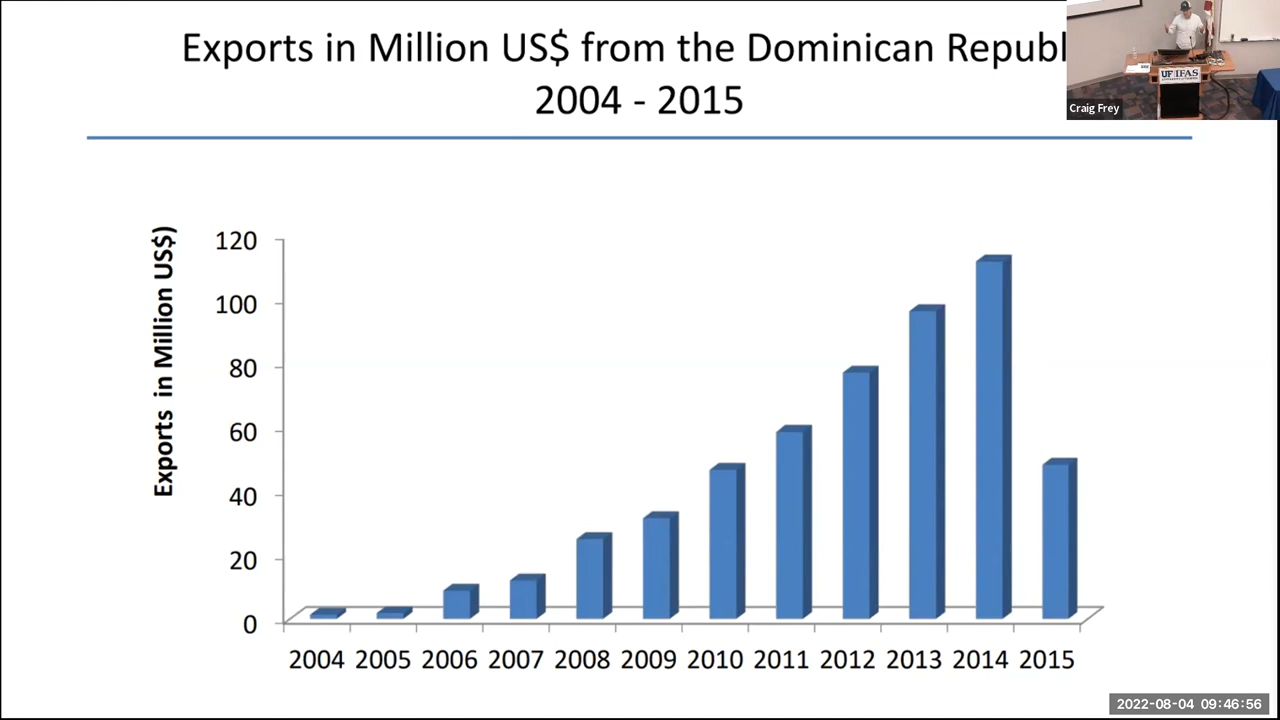 Exports in Million US$ from the Dominican Republ
2004 - 2015
UF|IFAS
Craig Frey
Exports in Million US$)
120
100
80
60
40
20
0
2004 2005 2006 2007 2008 2009 2010 2011 2012 2013 2014 2015
2022-08-04 09:46:56